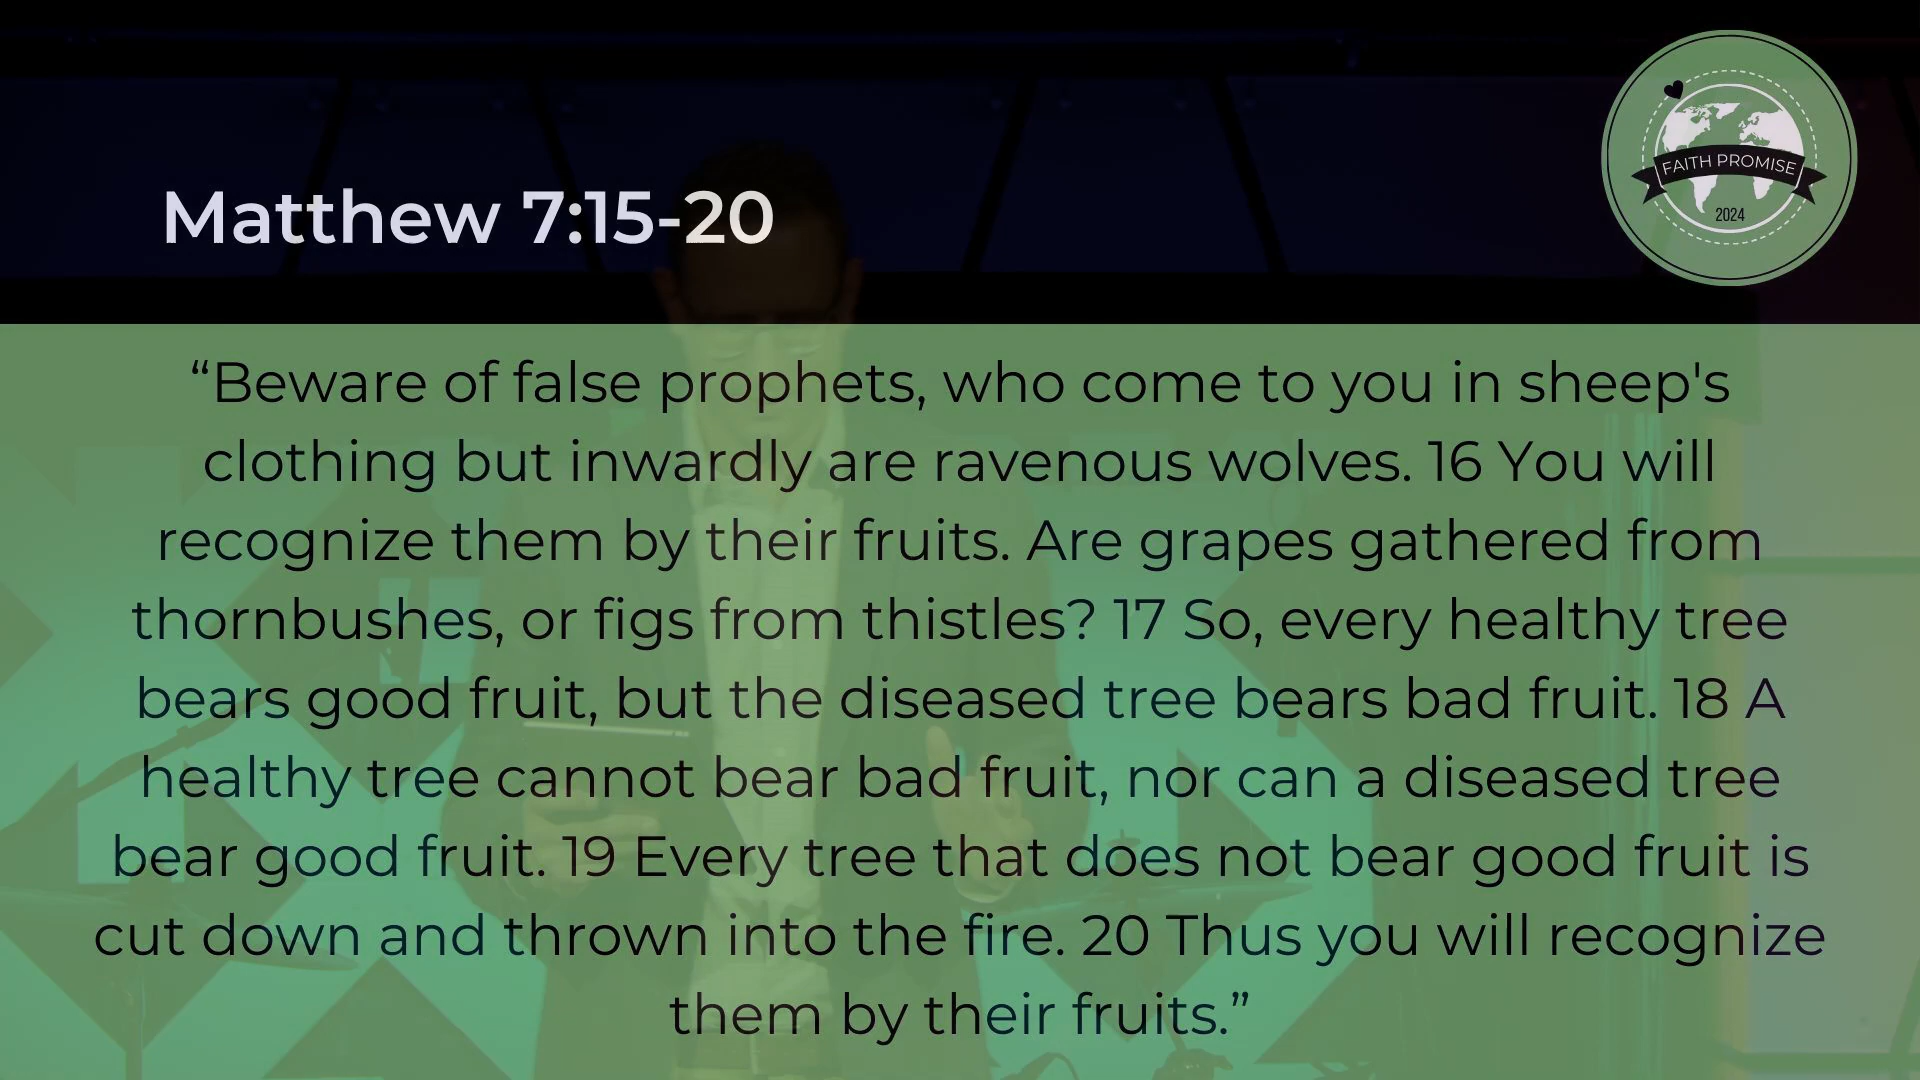 Matthew 7:15-20
FAITH PROMISE
2024
“Beware of false prophets, who come to you in sheep's
clothing but inwardly are ravenous wolves. 16 You will
recognize them by their fruits. Are grapes gathered from
thornbushes, or figs from thistles? 17 So, every healthy tree
bears good fruit, but the diseased tree bears bad fruit. 18 A
healthy tree cannot bear bad fruit, nor can a diseased tree
bear good fruit. 19 Every tree that does not bear good fruit is
cut down and thrown into the fire. 20 Thus you will recognize
them by their fruits.”